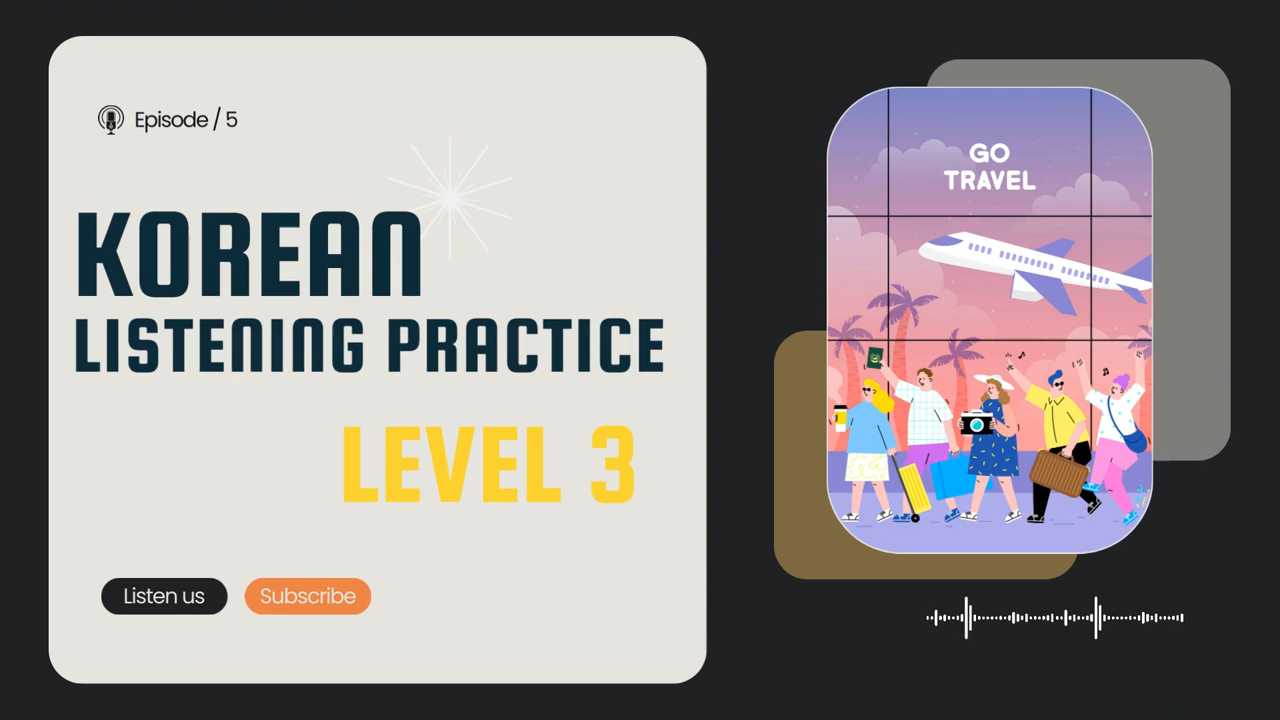 Episode / 5
KOREAN
LISTENING PRACTICE
LEVEL 3
Listen us
Subscribe
GO
TRAVEL